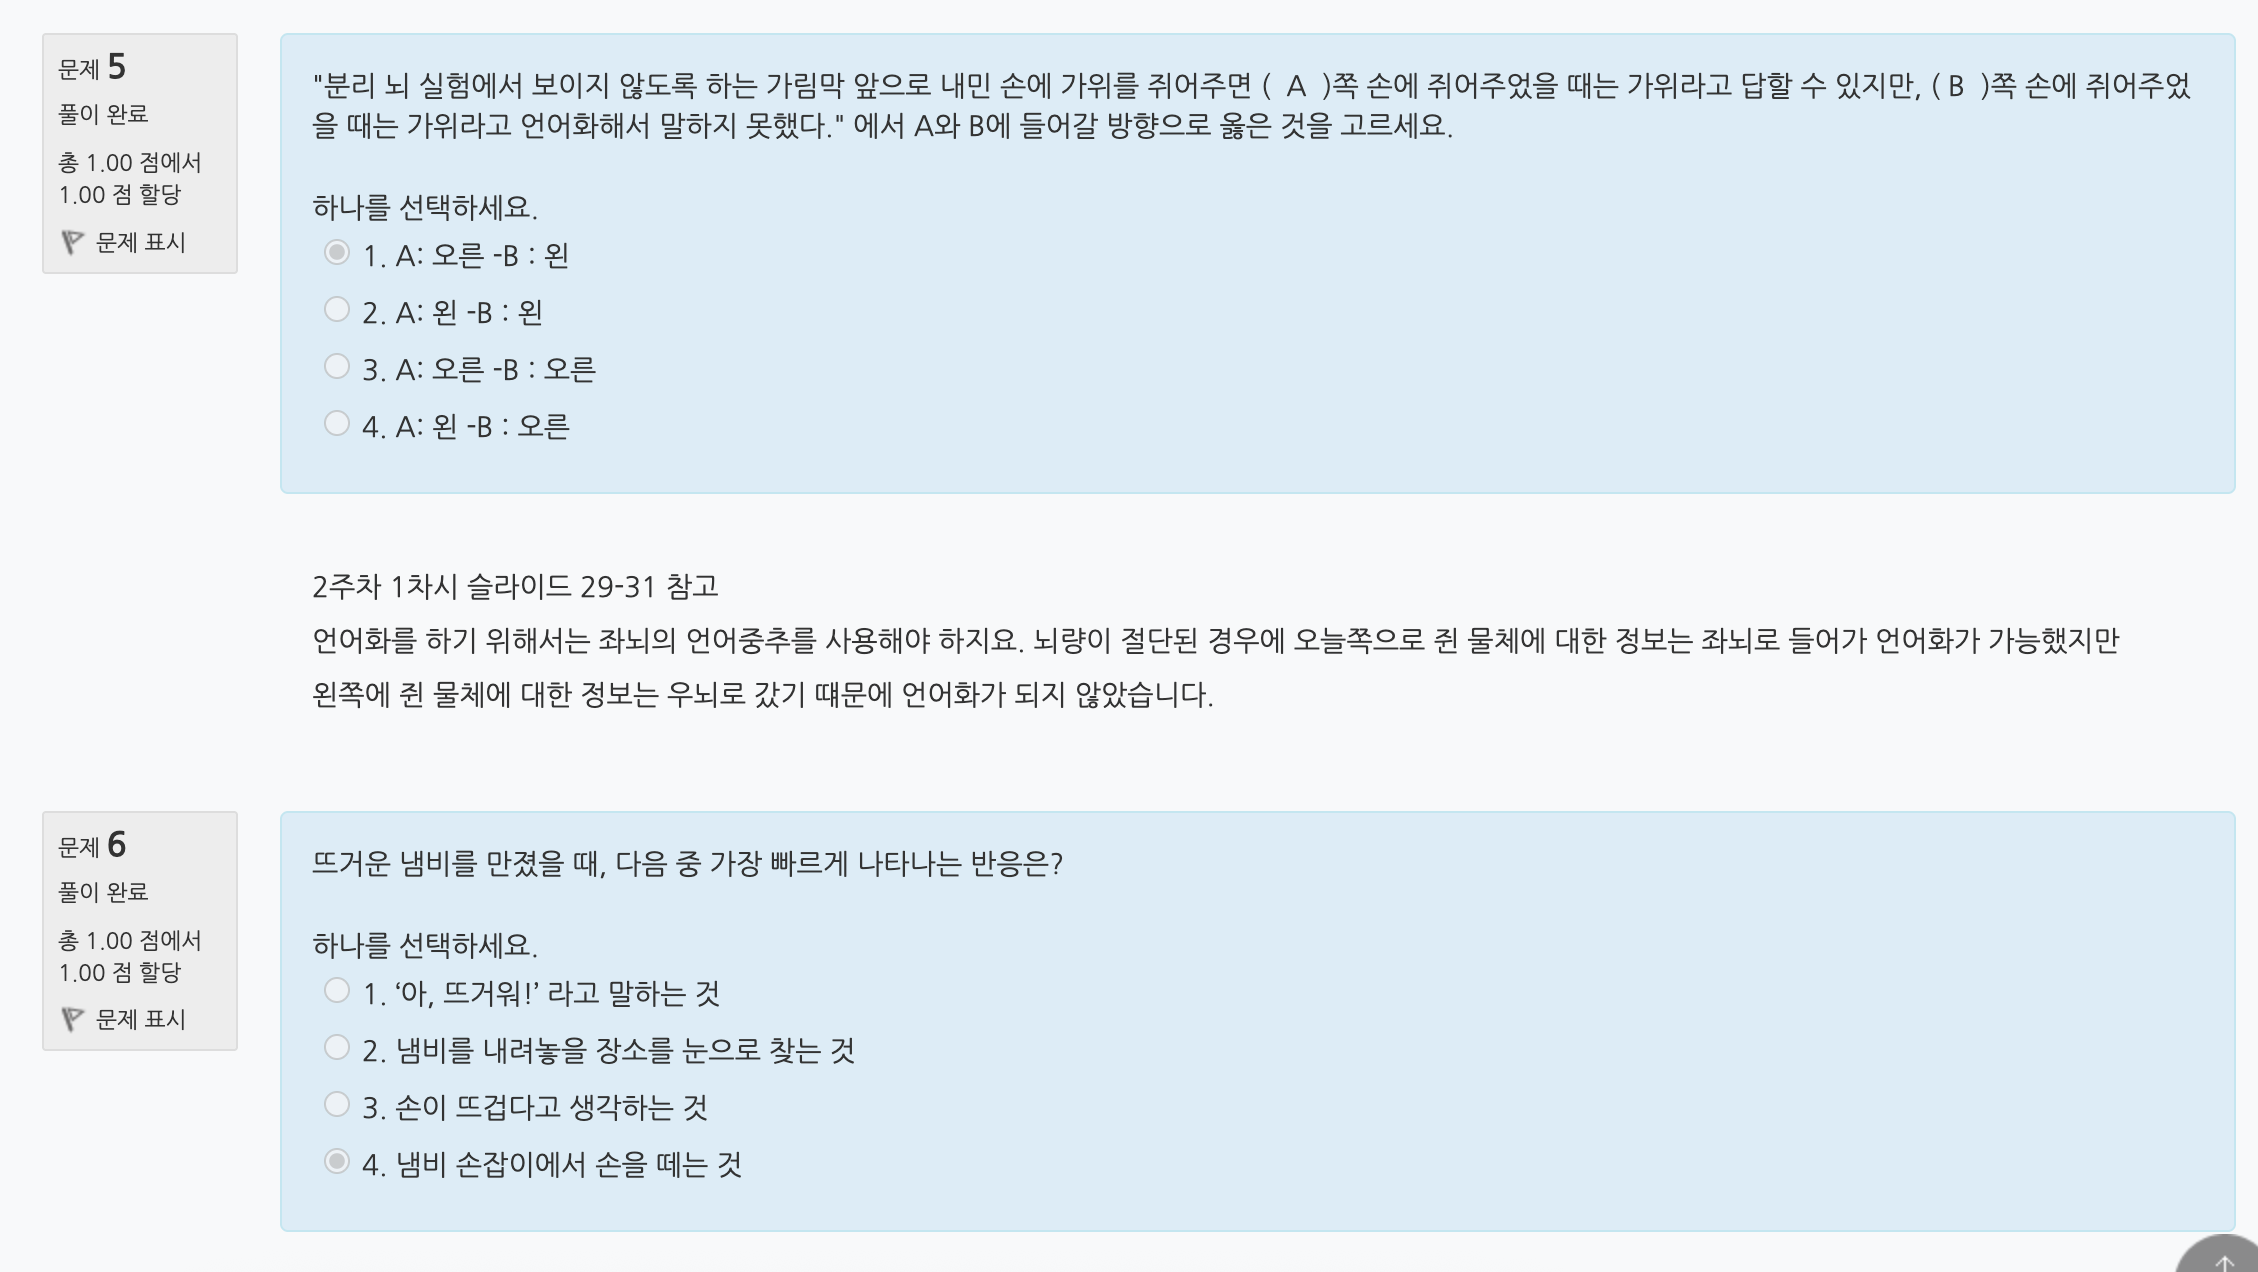 문제 5
풀이 완료
총 1.00 점에서
1.00 점 할당
문제 표시
"분리 뇌 실험에서 보이지 않도록 하는 가림막 앞으로 내민 손에 가위를 쥐어주면 ( A )쪽 손에 쥐어주었을 때는 가위라고 답할 수 있지만, ( B )쪽 손에 쥐어주었
을 때는 가위라고 언어화해서 말하지 못했다." 에서 A와 B에 들어갈 방향으로 옳은 것을 고르세요.
하나를 선택하세요.
1. A: 오른 -B : 왼
2. A: 왼 -B : 왼
3. A: 오른 -B : 오른
4. A: 왼 -B : 오른
2주차 1차시 슬라이드 29-31 참고
언어화를 하기 위해서는 좌뇌의 언어중추를 사용해야 하지요. 뇌량이 절단된 경우에 오늘쪽으로 쥔 물체에 대한 정보는 좌뇌로 들어가 언어화가 가능했지만
왼쪽에 쥔 물체에 대한 정보는 우뇌로 갔기 떄문에 언어화가 되지 않았습니다.
문제 6
풀이 완료
총 1.00 점에서
1.00 점 할당
문제 표시
뜨거운 냄비를 만졌을 때, 다음 중 가장 빠르게 나타나는 반응은?
하나를 선택하세요.
1. ‘아, 뜨거워!’ 라고 말하는 것
2. 냄비를 내려놓을 장소를 눈으로 찾는 것
3. 손이 뜨겁다고 생각하는 것
4. 냄비 손잡이에서 손을 떼는 것